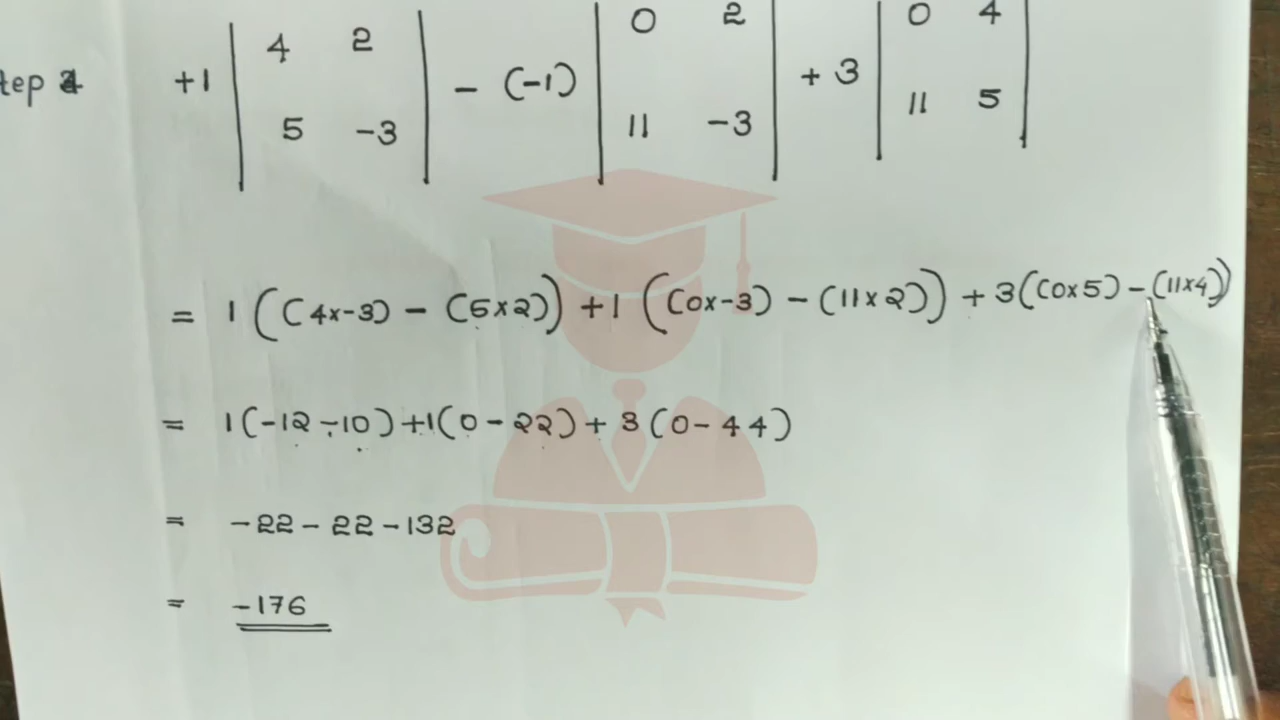 tep 4 +1 | 4 2 | - (-1) | 0 2 | + 3 | 0 4 |
| 5 -3 | | 11 -3 | | 11 5 |
= 1 ((4x-3) - (5x2)) +1 ((0x-3) - (11x2)) + 3((0x5) - (11x4))
= 1(-12-10)+1(0-22)+3(0-44)
= -22-22-132
= -176